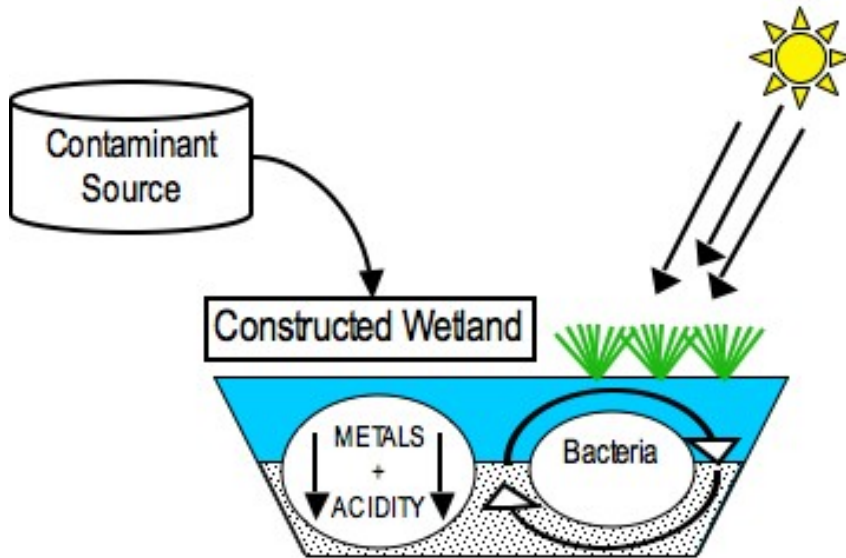 Contaminant
Source
Constructed Wetland
METALS
+
ACIDITY
Bacteria